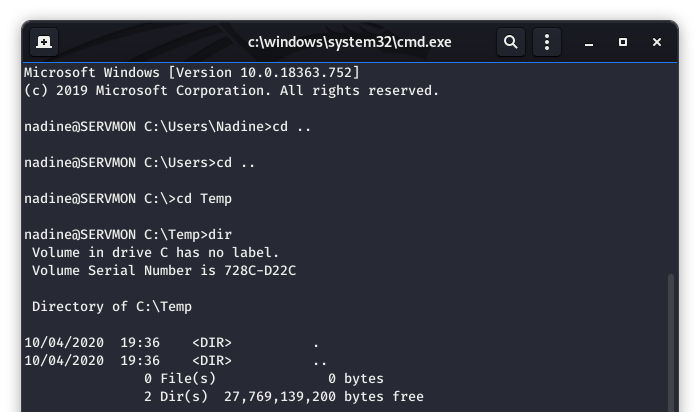 c:\windows\system32\cmd.exe
Microsoft Windows [Version 10.0.18363.752]
(c) 2019 Microsoft Corporation. All rights reserved.
nadine@SERVMON C:\Users\Nadine>cd ..
nadine@SERVMON C:\Users>cd ..
nadine@SERVMON C:\>cd Temp
nadine@SERVMON C:\Temp>dir
 Volume in drive C has no label.
 Volume Serial Number is 728C-D22C
 Directory of C:\Temp
10/04/2020  19:36    <DIR>          .
10/04/2020  19:36    <DIR>          ..
               0 File(s)              0 bytes
               2 Dir(s)  27,769,139,200 bytes free